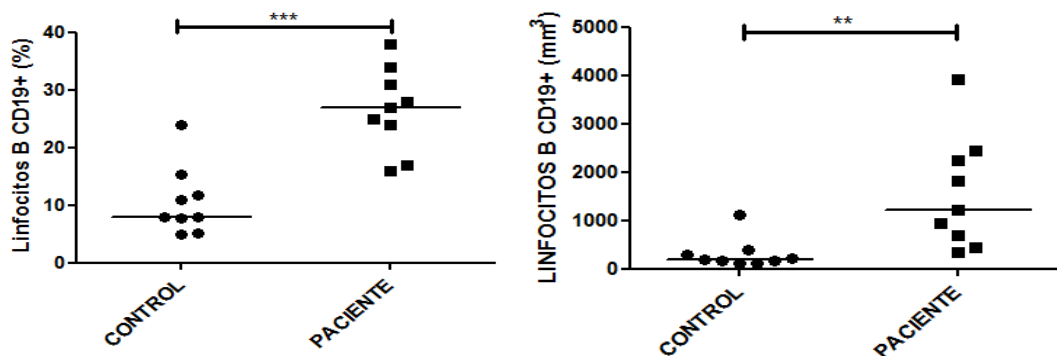 ***
Linfocitos B CD19+ (%)
40
30
20
10
0
CONTROL
PACIENTE
**
LINFOCITOS B CD19+ (mm³)
5000
4000
3000
2000
1000
0
CONTROL
PACIENTE